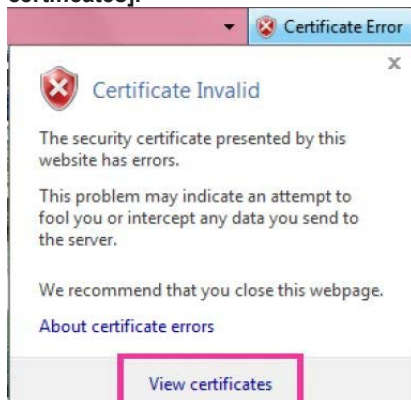 certificates].
Certificate Error
x
Certificate Invalid
The security certificate presented by this
website has errors.
This problem may indicate an attempt to
fool you or intercept any data you send to
the server.
We recommend that you close this webpage.
About certificate errors
View certificates